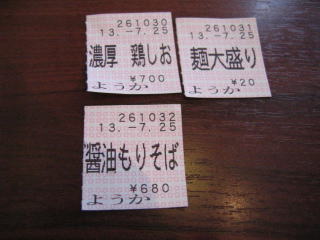 261030
13.-7.25
濃厚 鶏しお
¥700
ようか
261031
13.-7.25
麺大盛り
¥20
ようか
261032
13.-7.25
醤油もりそば
¥680
ようか